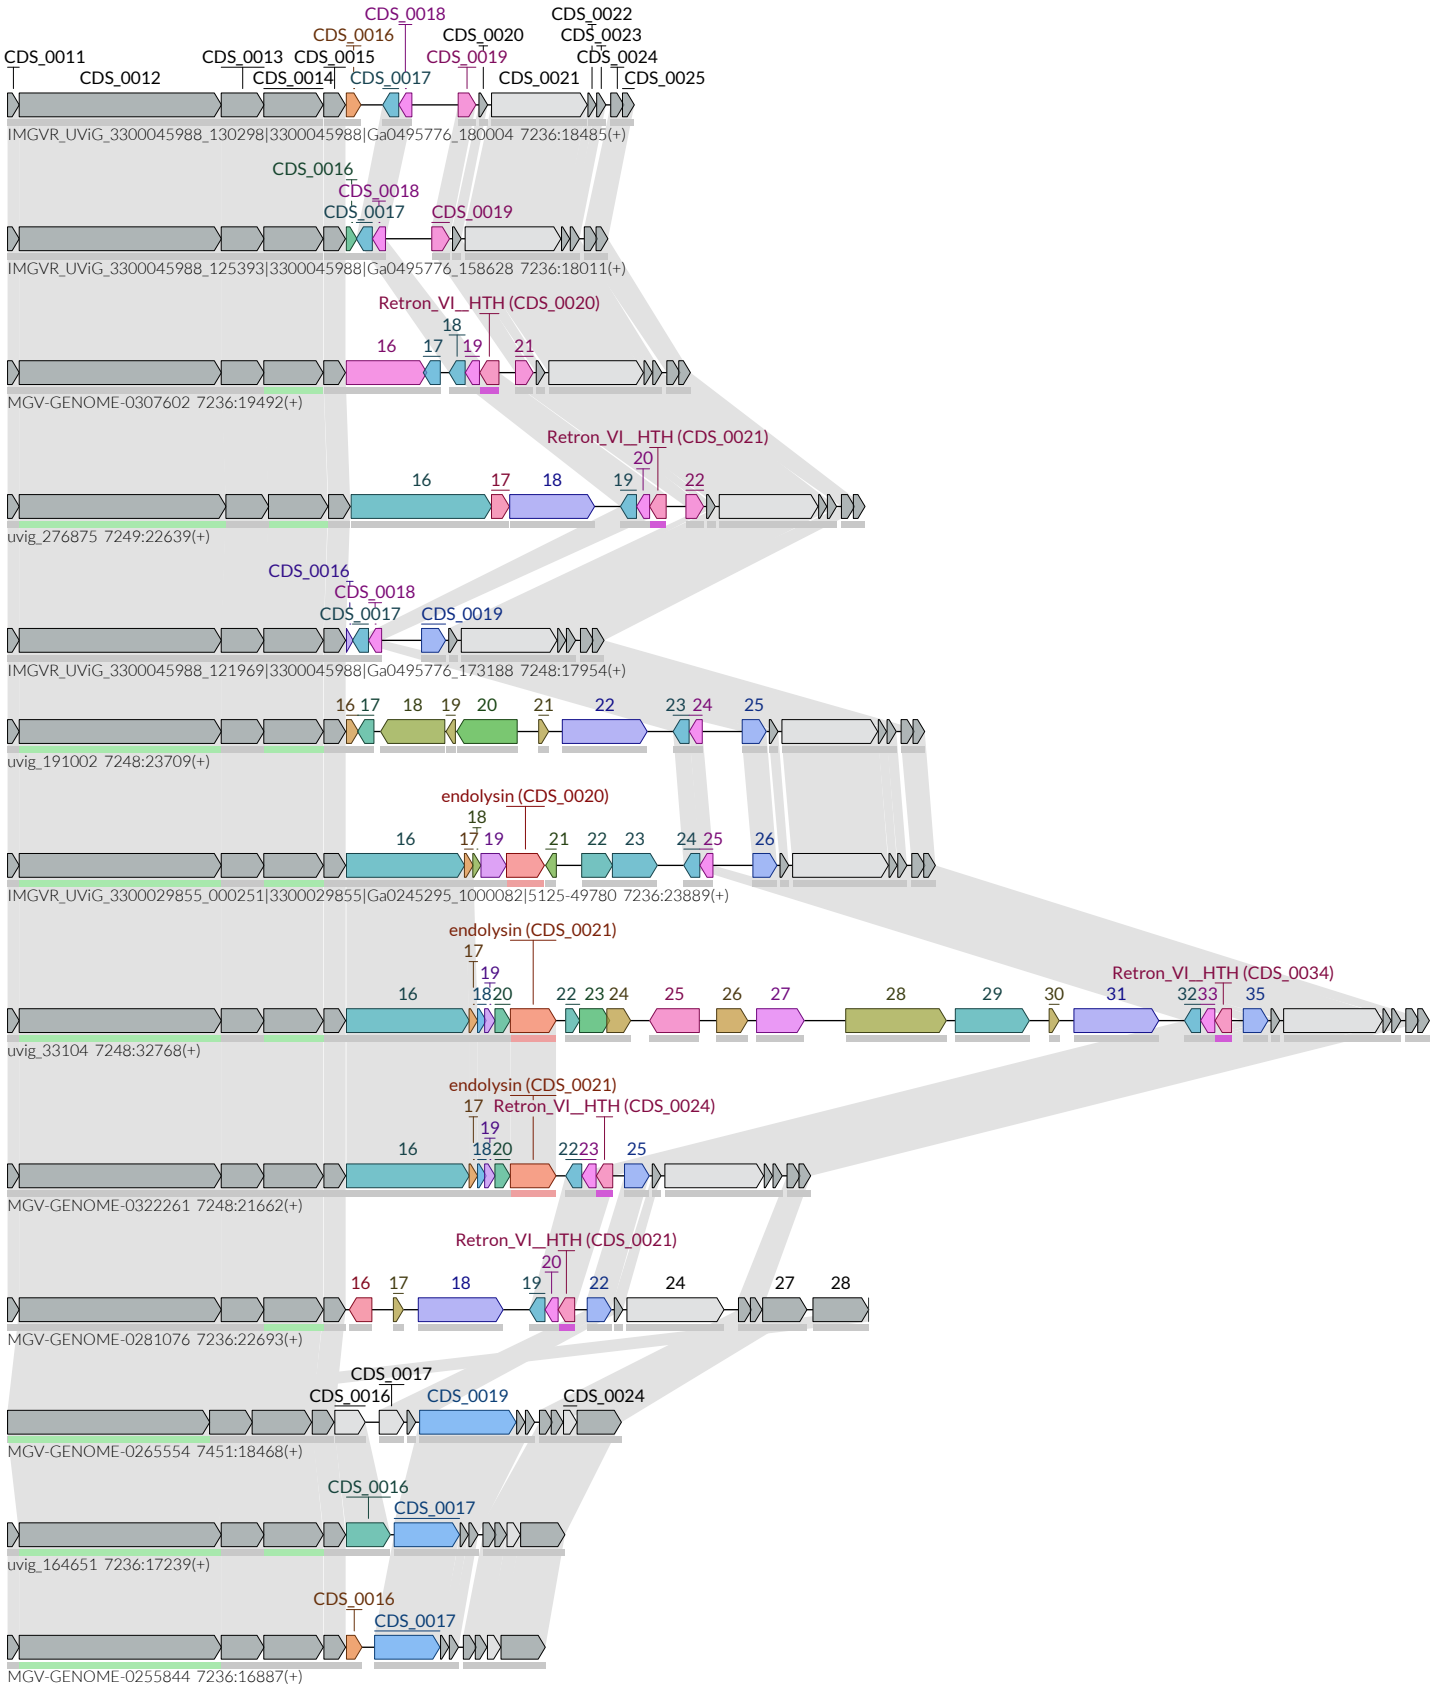 CDS_0018
CDS_0022
CDS_0016
CDS_0020
CDS_0023
CDS_0011
CDS_0013
CDS_0015
CDS_0019
CDS_0024
CDS_0012
CDS_0014
CDS_0017
CDS_0021
CDS_0025
IMGVR_UViG_3300045988_130298|3300045988|Ga0495776_180004 7236:18485(+)
CDS_0016
CDS_0018
CDS_0017
CDS_0019
IMGVR_UViG_3300045988_125393|3300045988|Ga0495776_158628 7236:18011(+)
Retron_VI__HTH (CDS_0020)
18
16 17 19 21
MGV-GENOME-0307602 7236:19492(+)
Retron_VI__HTH (CDS_0021)
20
16 17 18 19 22
uvig_276875 7249:22639(+)
CDS_0016
CDS_0018
CDS_0017
CDS_0019
IMGVR_UViG_3300045988_121969|3300045988|Ga0495776_173188 7248:17954(+)
16 17 18 19 20 21 22 23 24 25
uvig_191002 7248:23709(+)
endolysin (CDS_0020)
18
16 17 19 21 22 23 24 25 26
IMGVR_UViG_3300029855_000251|3300029855|Ga0245295_1000082|5125-49780 7236:23889(+)
endolysin (CDS_0021)
17
19 Retron_VI__HTH (CDS_0034)
16 18 20 22 23 24 25 26 27 28 29 30 31 32 33 35
uvig_33104 7248:32768(+)
endolysin (CDS_0021)
17 Retron_VI__HTH (CDS_0024)
19
16 18 20 22 23 25
MGV-GENOME-0322261 7248:21662(+)
Retron_VI__HTH (CDS_0021)
20
16 17 18 19 22 24 27 28
MGV-GENOME-0281076 7236:22693(+)
CDS_0017
CDS_0016 CDS_0019 CDS_0024
MGV-GENOME-0265554 7451:18468(+)
CDS_0016
CDS_0017
uvig_164651 7236:17239(+)
CDS_0016
CDS_0017
MGV-GENOME-0255844 7236:16887(+)